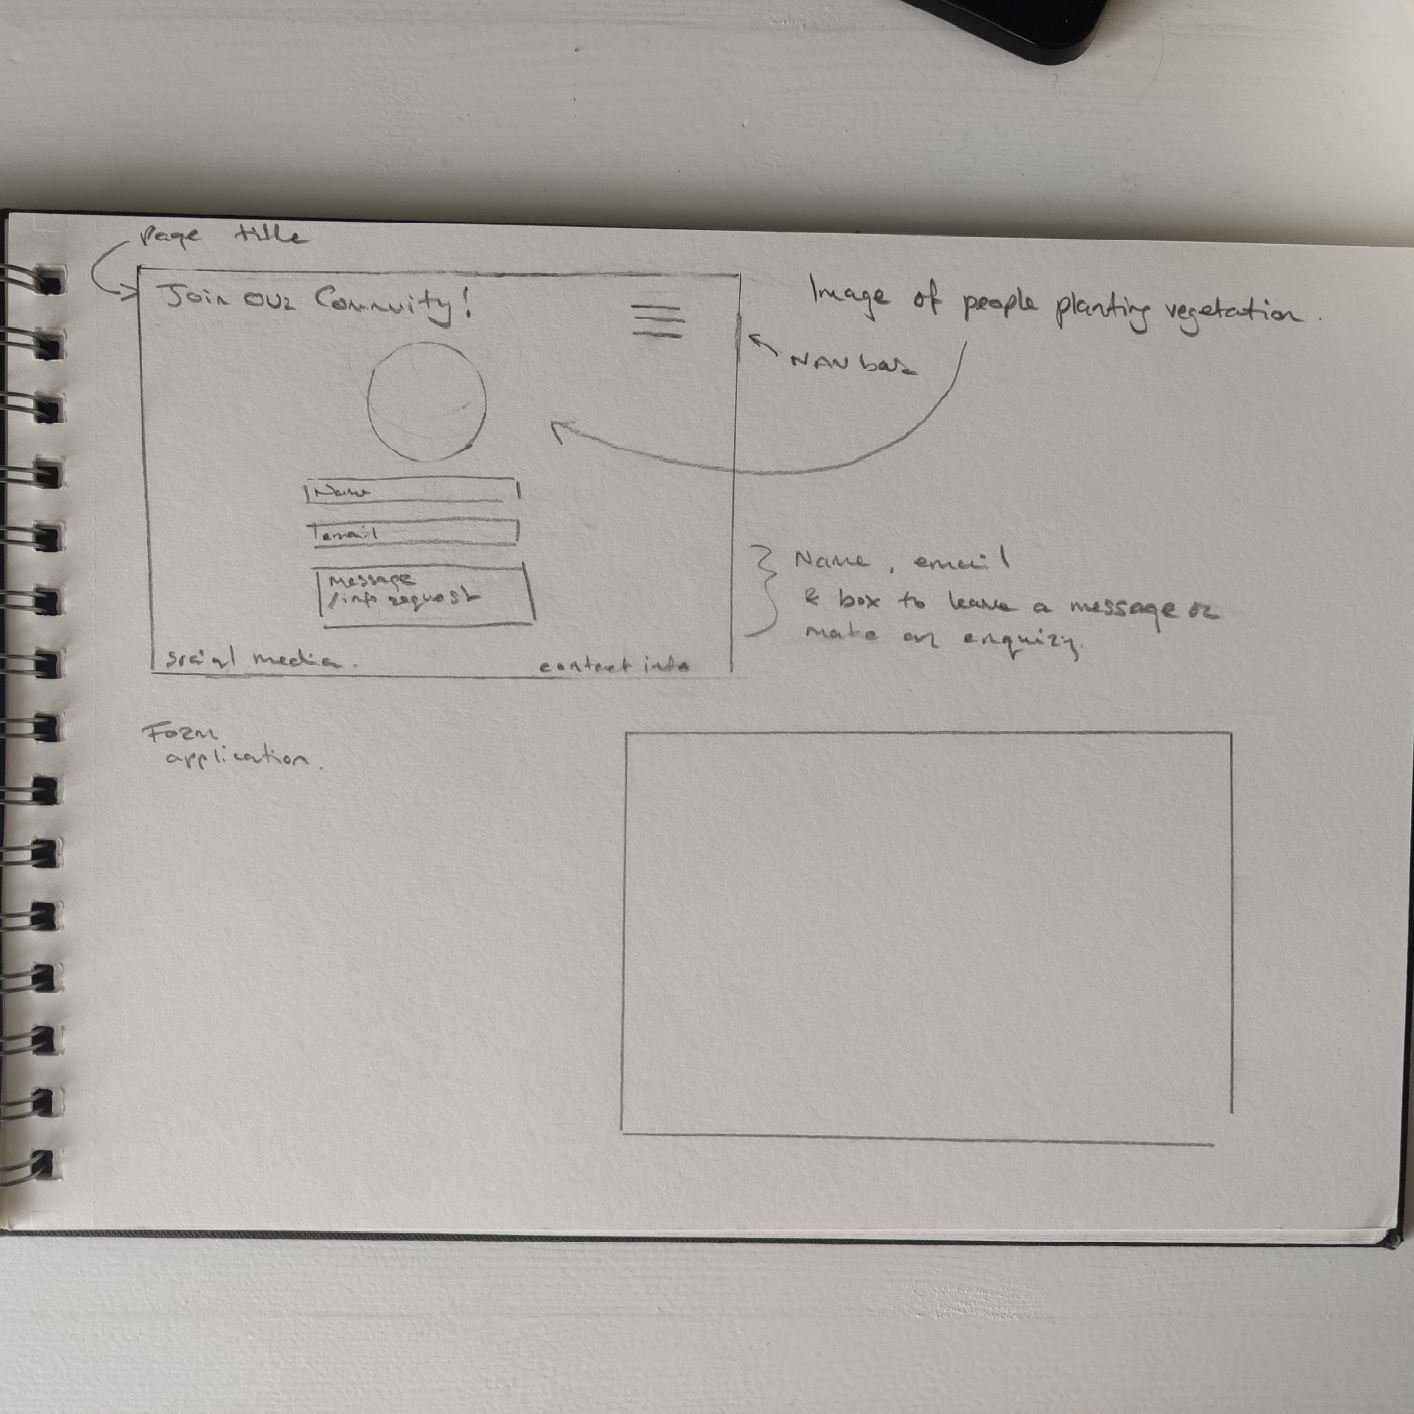 page title
Join our Commuity!
Image of people planting vegetation.
NAV bar
Name
email
message
/info request
Name, email
& box to leave a message or
make an enquiry.
social media.
contact info
Form
application.